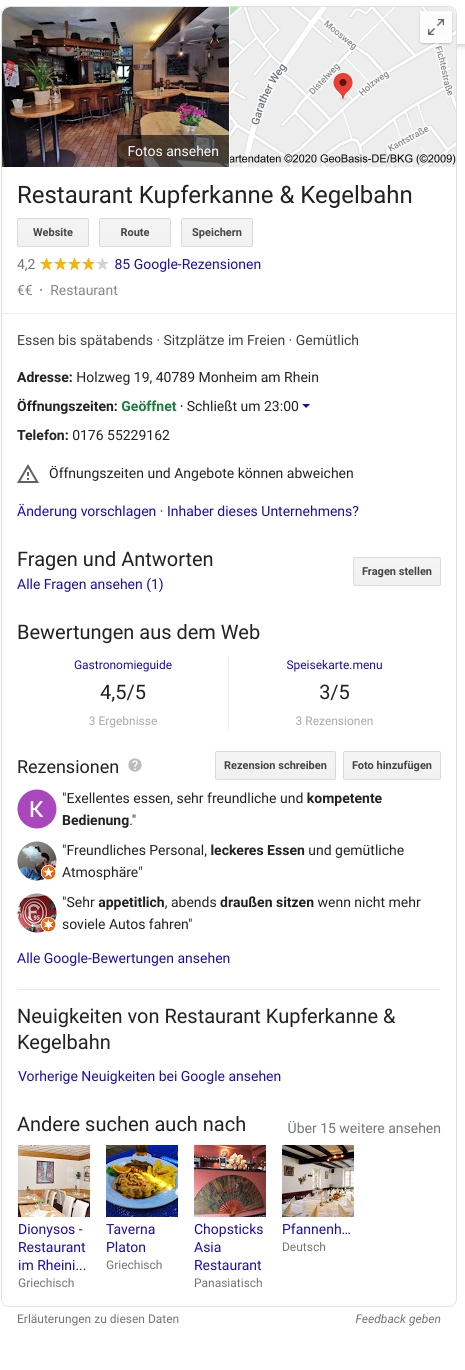 Fotos ansehen
Moosweg
Distelweg
Holzweg
Garather Weg
Fichtestraße
Kantstraße
artendaten ©2020 GeoBasis-DE/BKG (©2009)
Restaurant Kupferkanne & Kegelbahn
Website Route Speichern
4,2 85 Google-Rezensionen
€€ · Restaurant
Essen bis spätabends · Sitzplätze im Freien · Gemütlich
Adresse: Holzweg 19, 40789 Monheim am Rhein
Öffnungszeiten: Geöffnet · Schließt um 23:00
Telefon: 0176 55229162
Öffnungszeiten und Angebote können abweichen
Änderung vorschlagen · Inhaber dieses Unternehmens?
Fragen und Antworten
Fragen stellen
Alle Fragen ansehen (1)
Bewertungen aus dem Web
Gastronomieguide Speisekarte.menu
4,5/5 3/5
3 Ergebnisse 3 Rezensionen
Rezensionen ? Rezension schreiben Foto hinzufügen
K "Exellentes essen, sehr freundliche und kompetente
Bedienung."
"Freundliches Personal, leckeres Essen und gemütliche
Atmosphäre"
"Sehr appetitlich, abends draußen sitzen wenn nicht mehr
soviele Autos fahren"
Alle Google-Bewertungen ansehen
Neuigkeiten von Restaurant Kupferkanne &
Kegelbahn
Vorherige Neuigkeiten bei Google ansehen
Andere suchen auch nach Über 15 weitere ansehen
Dionysos - Taverna Chopsticks Pfannenh...
Restaurant Platon Asia Deutsch
im Rheini... Griechisch Restaurant
Griechisch Panasiatisch
Erläuterungen zu diesen Daten Feedback geben